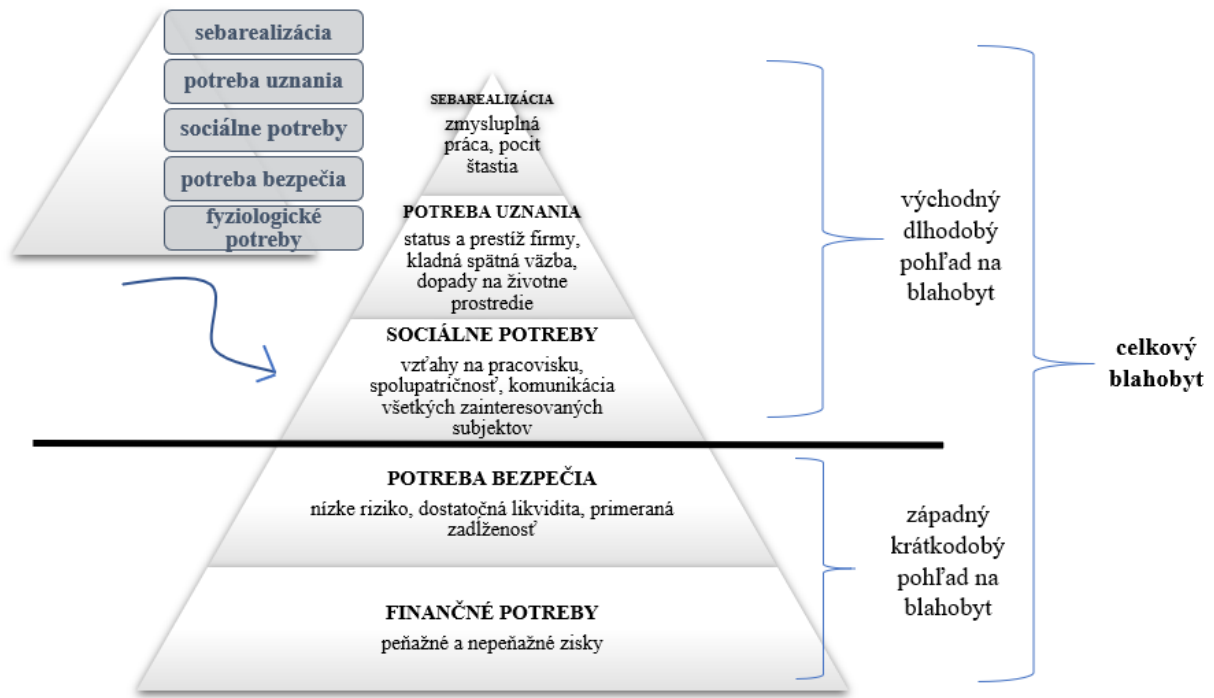 sebarealizácia
potreba uznania
sociálne potreby
potreba bezpečia
fyziologické
potreby
SEBAREALIZÁCIA
zmysluplná
práca, pocit
štastia
POTREBA UZNANIA
status a prestíž firmy,
kladná spätná väzba,
dopady na životne
prostredie
SOCIÁLNE POTREBY
vzťahy na pracovisku,
spolupatričnosť, komunikácia
všetkých zainteresovaných
subjektov
POTREBA BEZPEČIA
nízke riziko, dostatočná likvidita, primeraná
zadĺženosť
FINANČNÉ POTREBY
peňažné a nepeňažné zisky
východný
dlhodobý
pohľad na
blahobyt
západný
krátkodobý
pohľad na
blahobyt
celkový
blahobyt